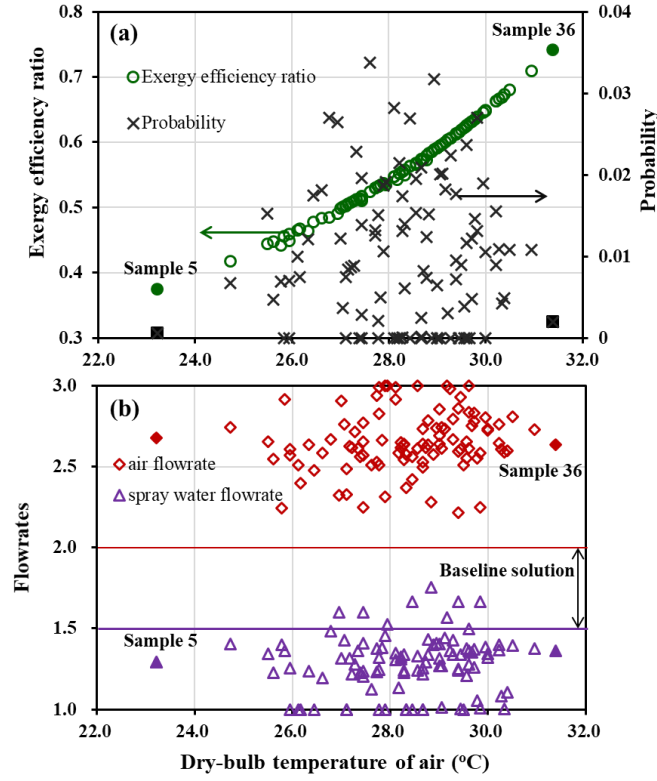 0.8
0.7
0.6
0.5
0.4
0.3
Exergy efficiency ratio
(a)
Sample 36
Exergy efficiency ratio
Probability
Sample 5
0.04
0.03
0.02
0.01
0
Probability
22.0 24.0 26.0 28.0 30.0 32.0
3.0
2.5
2.0
1.5
1.0
Flowrates
(b)
air flowrate
spray water flowrate
Sample 36
Baseline solution
Sample 5
22.0 24.0 26.0 28.0 30.0 32.0
Dry-bulb temperature of air (ºC)